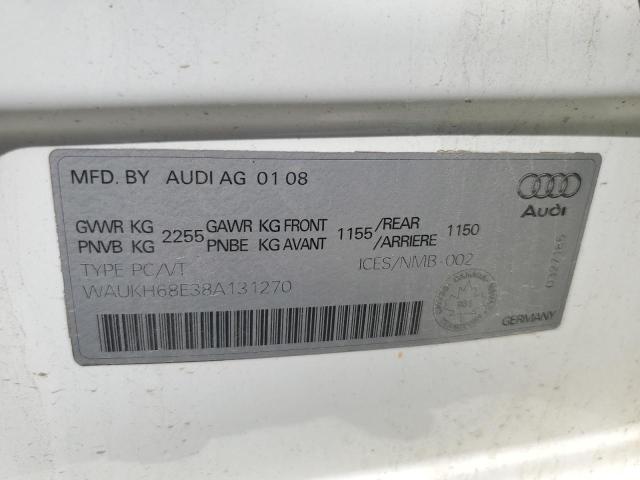 MFD. BY AUDI AG 01 08
Audi
GVWR KG 2255 GAWR KG FRONT 1155 /REAR 1150
PNVB KG PNBE KG AVANT /ARRIERE
TYPE PC/VT ICES/NMB-002
WAUKH68E38A131270
GERMANY